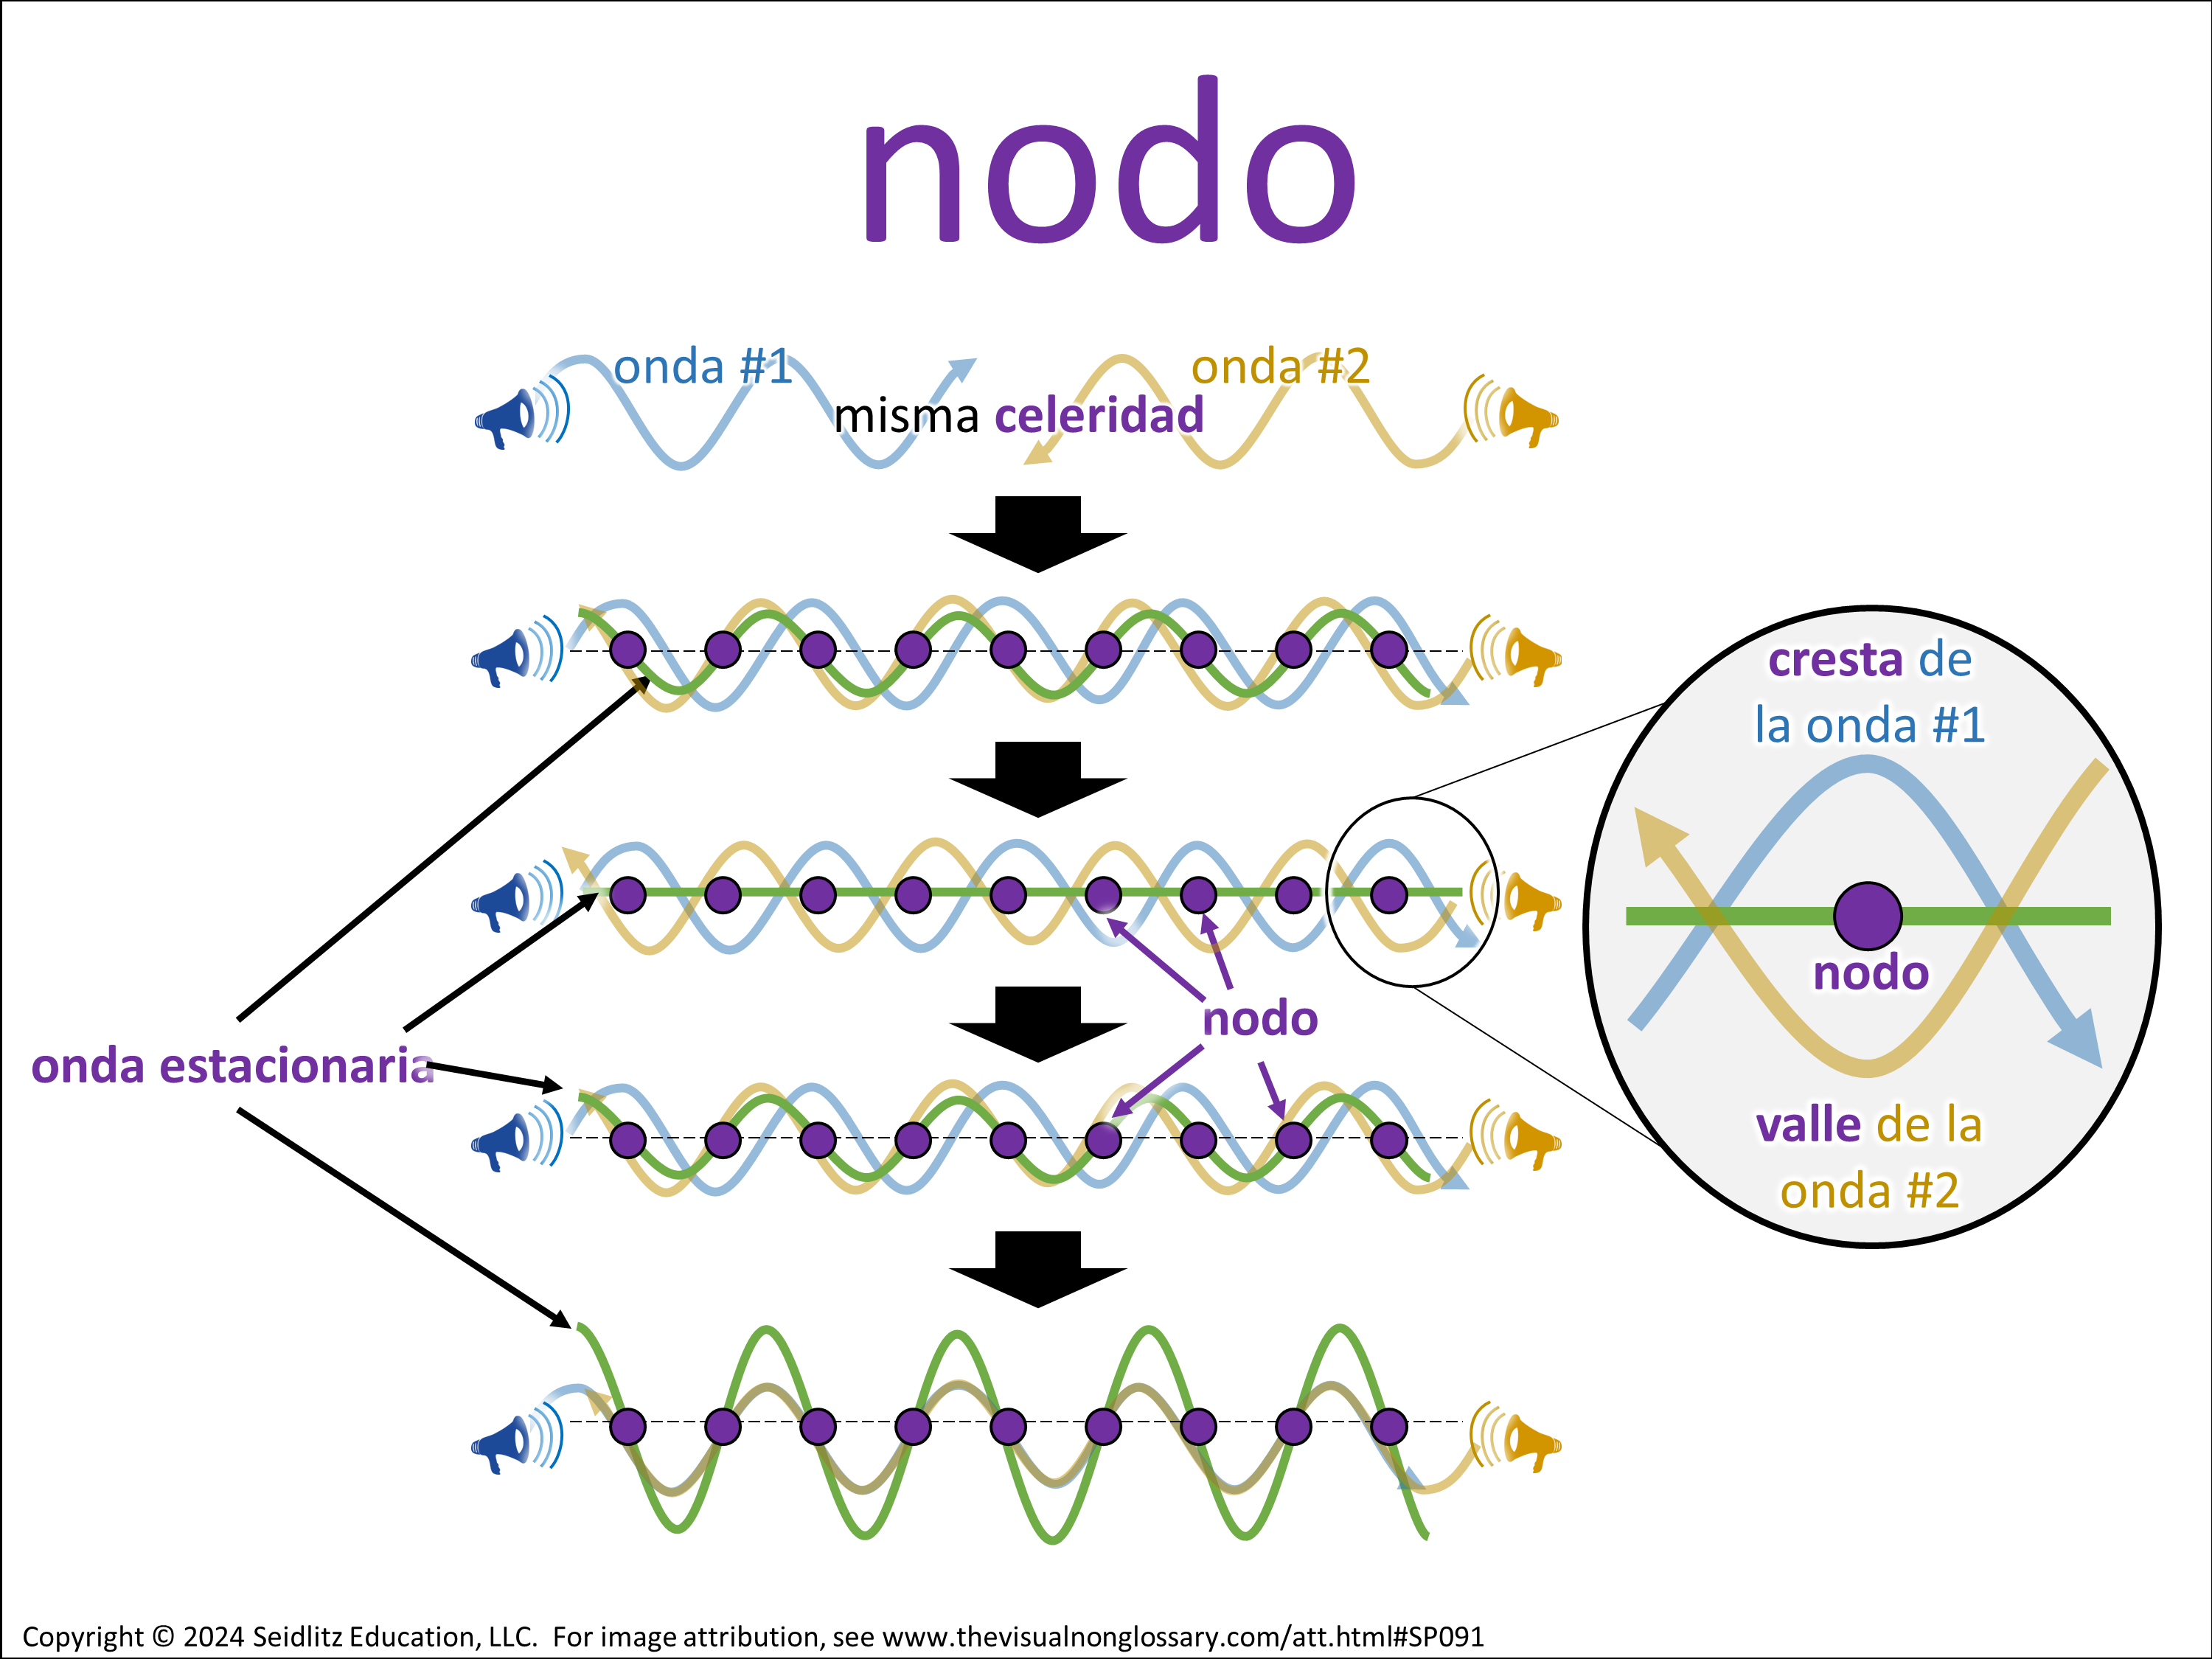 nodo
onda #1
onda #2
misma celeridad
cresta de
la onda #1
nodo
valle de la
onda #2
nodo
onda estacionaria
Copyright © 2024 Seidlitz Education, LLC.  For image attribution, see www.thevisualnonglossary.com/att.html#SP091